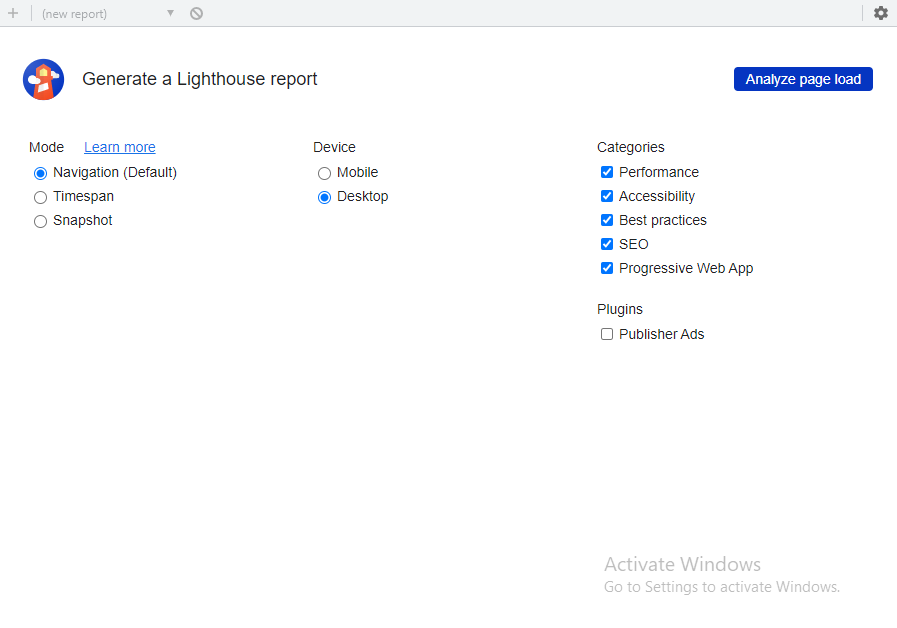 (new report)
Generate a Lighthouse report
Analyze page load
Mode Learn more
Navigation (Default)
Timespan
Snapshot
Device
Mobile
Desktop
Categories
Performance
Accessibility
Best practices
SEO
Progressive Web App
Plugins
Publisher Ads
Activate Windows
Go to Settings to activate Windows.